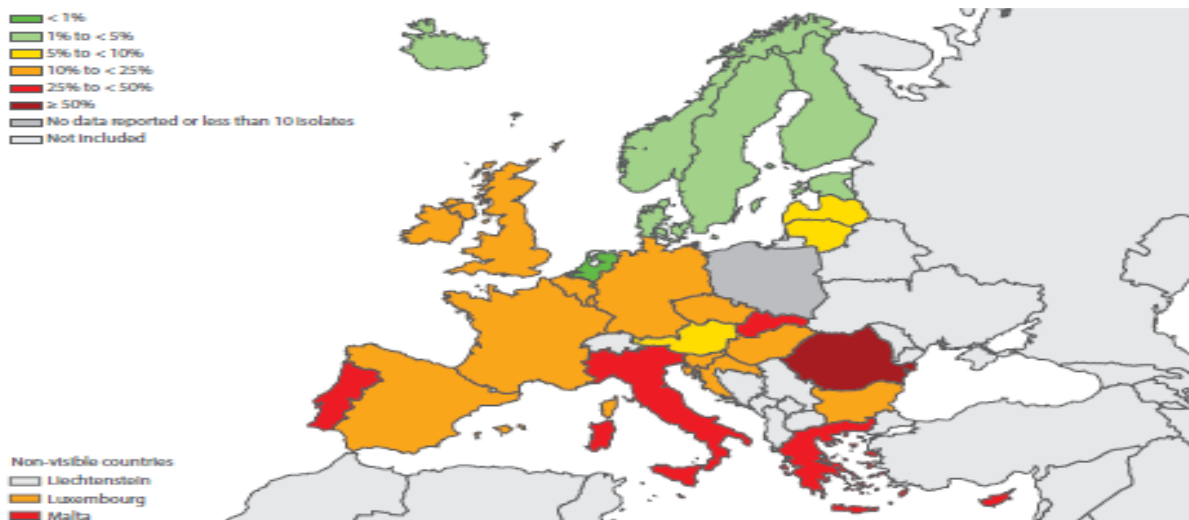 < 1%
1% to < 5%
5% to < 10%
10% to < 25%
25% to < 50%
≥ 50%
No data reported or less than 10 isolates
Not included
Non-visible countries
Liechtenstein
Luxembourg
Malta